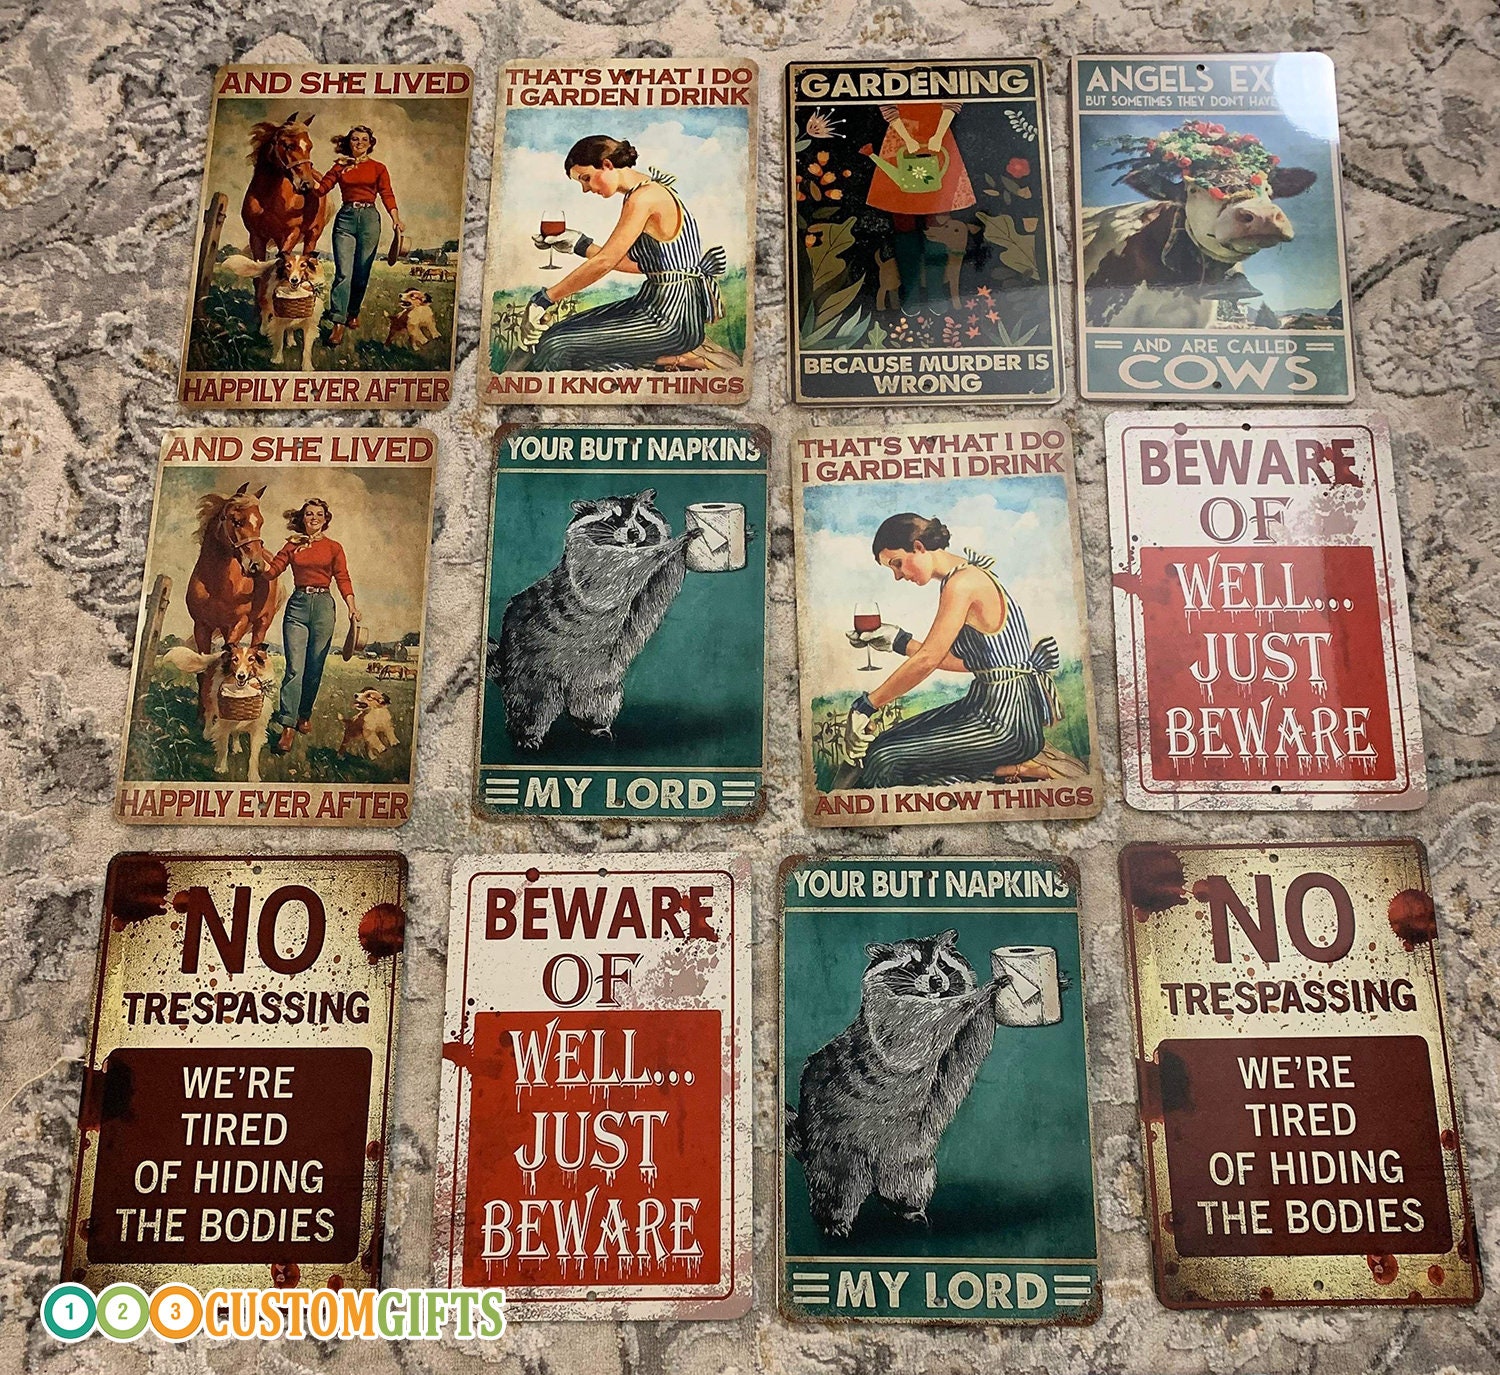 AND SHE LIVED
HAPPILY EVER AFTER
THAT'S WHAT I DO
I GARDEN I DRINK
AND I KNOW THINGS
GARDENING
BECAUSE MURDER IS
WRONG
ANGELS EX
BUT SOMETIMES THEY DON'T HAVE
AND ARE CALLED
COWS
AND SHE LIVED
HAPPILY EVER AFTER
YOUR BUTT NAPKINS
MY LORD
THAT'S WHAT I DO
I GARDEN I DRINK
AND I KNOW THINGS
BEWARE
OF
WELL...
JUST
BEWARE
NO
TRESPASSING
WE'RE
TIRED
OF HIDING
THE BODIES
BEWARE
OF
WELL...
JUST
BEWARE
YOUR BUTT NAPKINS
MY LORD
NO
TRESPASSING
WE'RE
TIRED
OF HIDING
THE BODIES
1 2 3 CUSTOMGIFTS